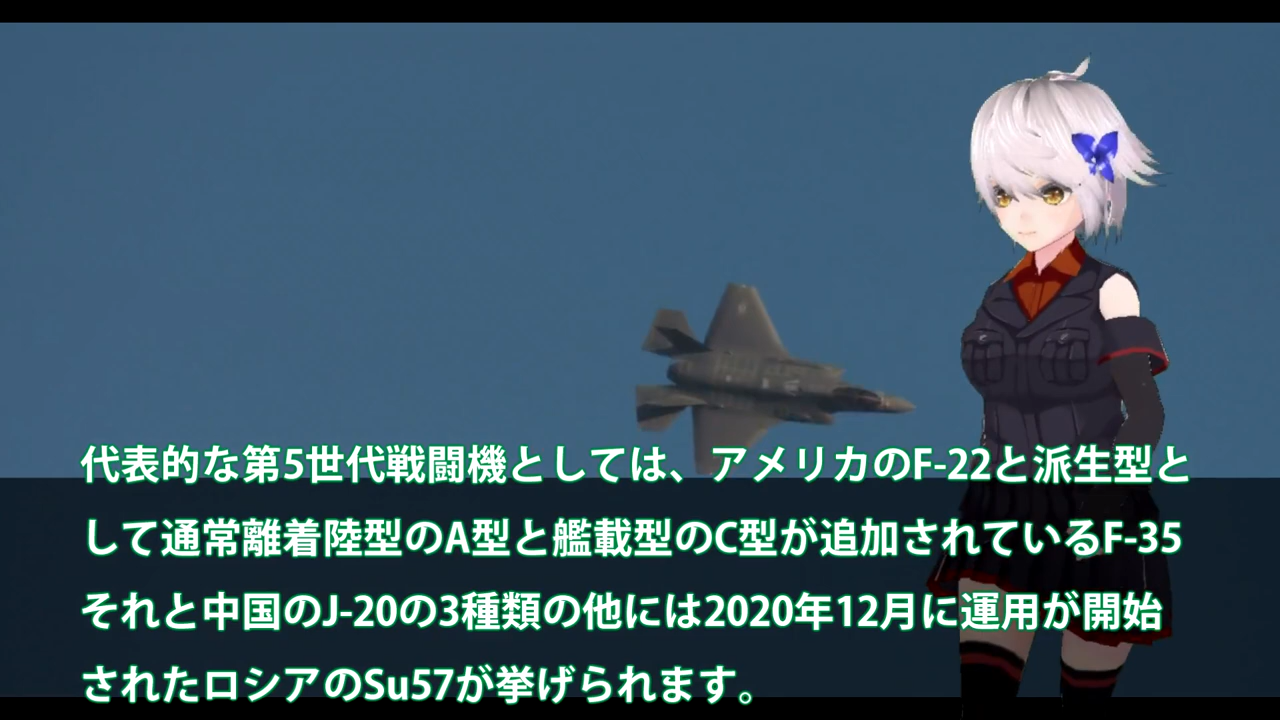 代表的な第5世代戦闘機としては、アメリカのF-22と派生型と
して通常離着陸型のA型と艦載型のC型が追加されているF-35
それと中国のJ-20の3種類の他には2020年12月に運用が開始
されたロシアのSu57が挙げられます。